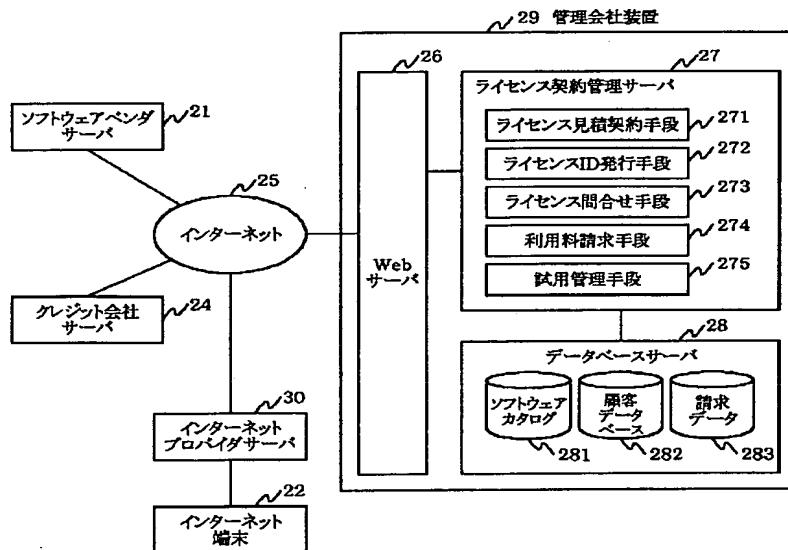 29 管理会社装置
26
27
ライセンス契約管理サーバ
ソフトウェアベンダ
サーバ
21
ライセンス見積契約手段
271
ライセンスID発行手段
272
25
ライセンス問合せ手段
273
インターネット
Web
サーバ
利用料請求手段
274
試用管理手段
275
クレジット会社
サーバ
24
28
データベースサーバ
ソフトウェア
カタログ
顧客
データ
ベース
請求
データ
281
282
283
30
インターネット
プロバイダサーバ
22
インターネット
端末